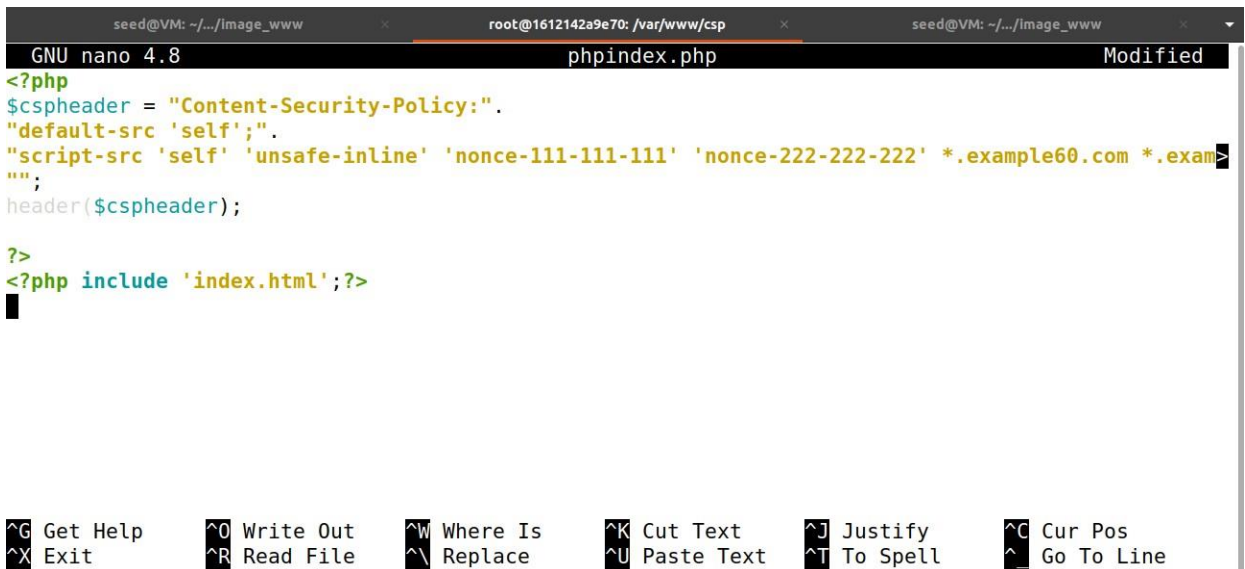 seed@VM: ~/.../image_www × root@1612142a9e70: /var/www/csp × seed@VM: ~/.../image_www ×
GNU nano 4.8 phpindex.php Modified
<?php
$cspheader = "Content-Security-Policy:".
"default-src 'self';".
"script-src 'self' 'unsafe-inline' 'nonce-111-111-111' 'nonce-222-222-222' *.example60.com *.exam>
"";
header($cspheader);
?>
<?php include 'index.html';?>
^G Get Help ^O Write Out ^W Where Is ^K Cut Text ^J Justify ^C Cur Pos
^X Exit ^R Read File ^\ Replace ^U Paste Text ^T To Spell ^_ Go To Line